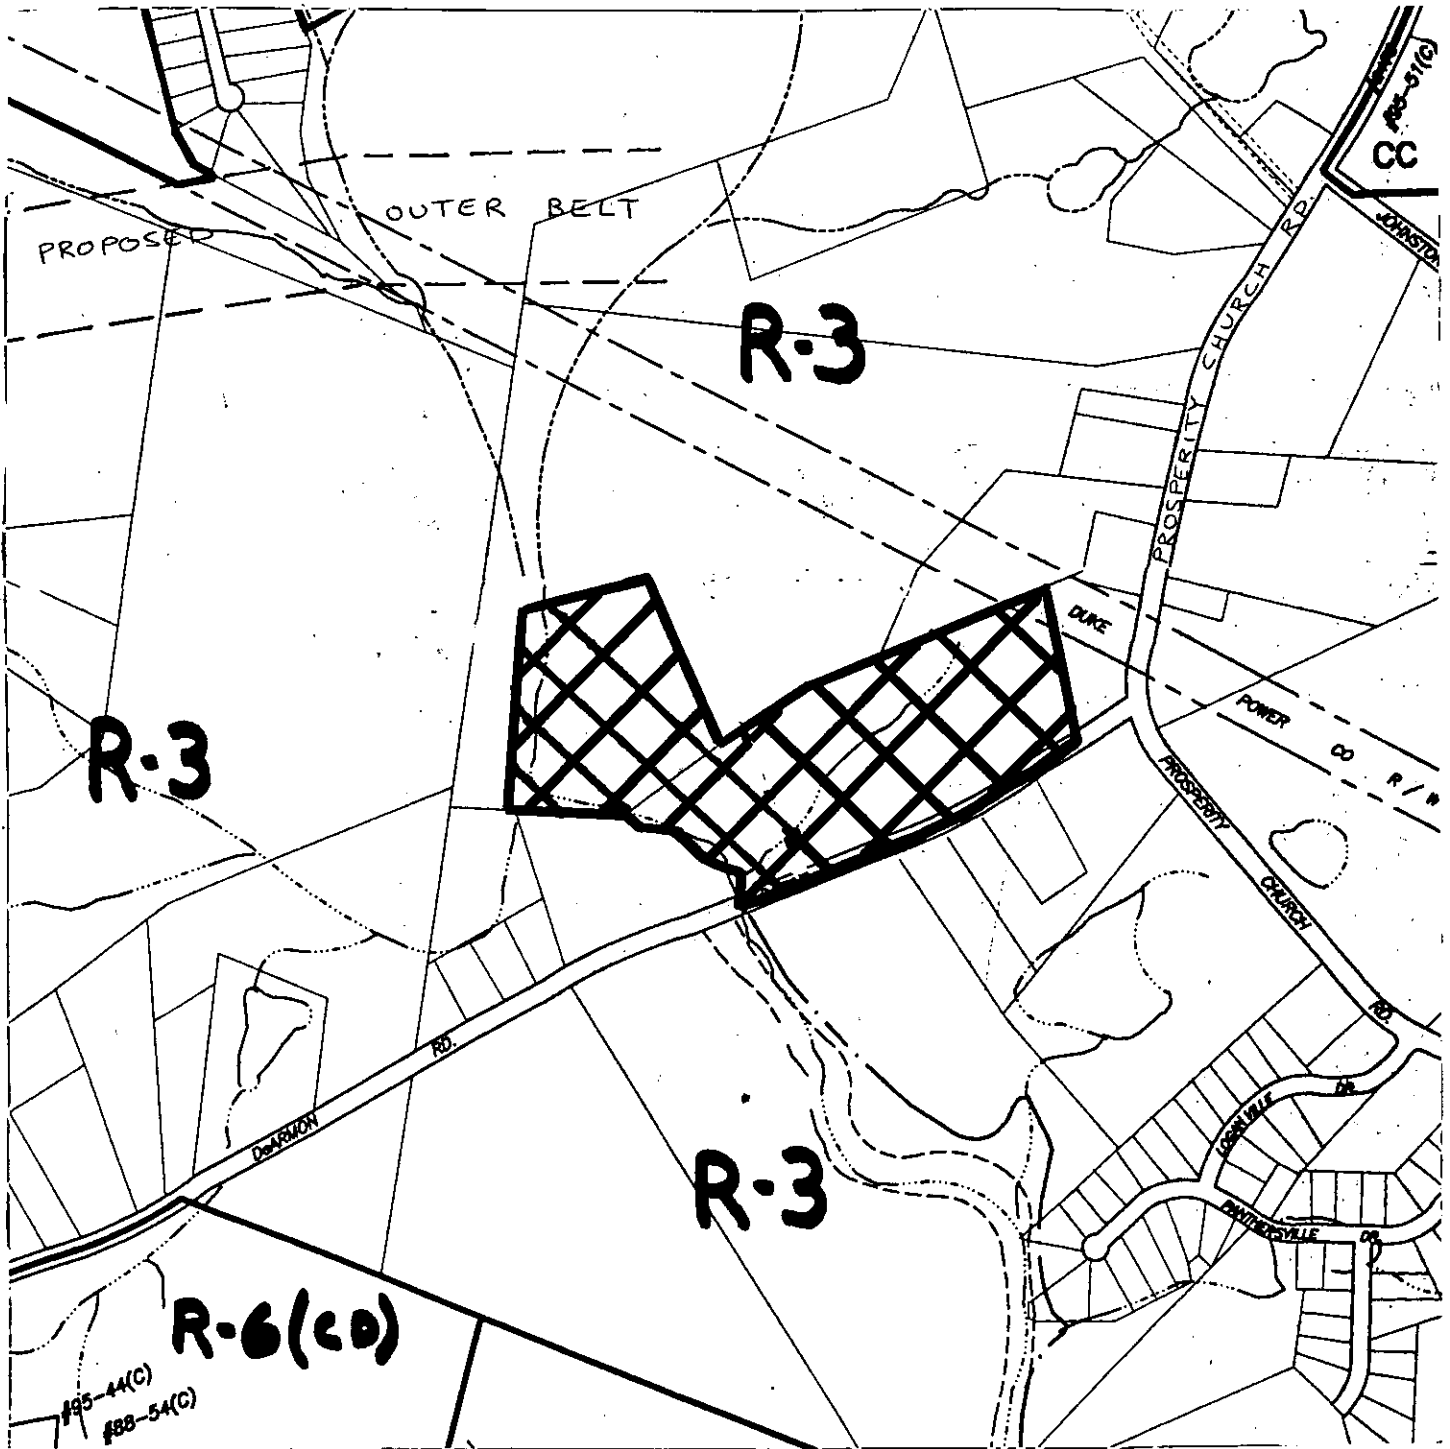 #95-51(C)
CC
JOHNSTON
OUTER BELT
PROPOSED
PROSPERITY CHURCH RD.
R-3
DUKE
POWER
CO
R / W
R-3
PROSPERITY
CHURCH
RD.
RD.
DeARMON
LOGANVILLE
DR.
R-3
PANTHERSVILLE
DR.
R-6(CD)
#95-44(C)
#88-54(C)